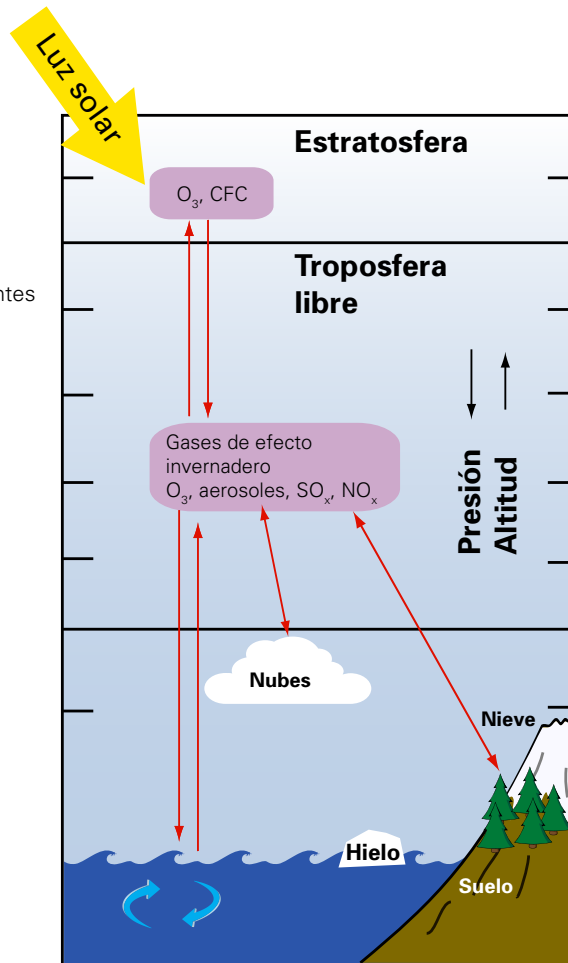 Luz solar
Estratosfera
O₃, CFC
Troposfera
libre
Gases de efecto
invernadero
O₃, aerosoles, SOₓ, NOₓ
Presión
Altitud
Nubes
Nieve
Hielo
Suelo